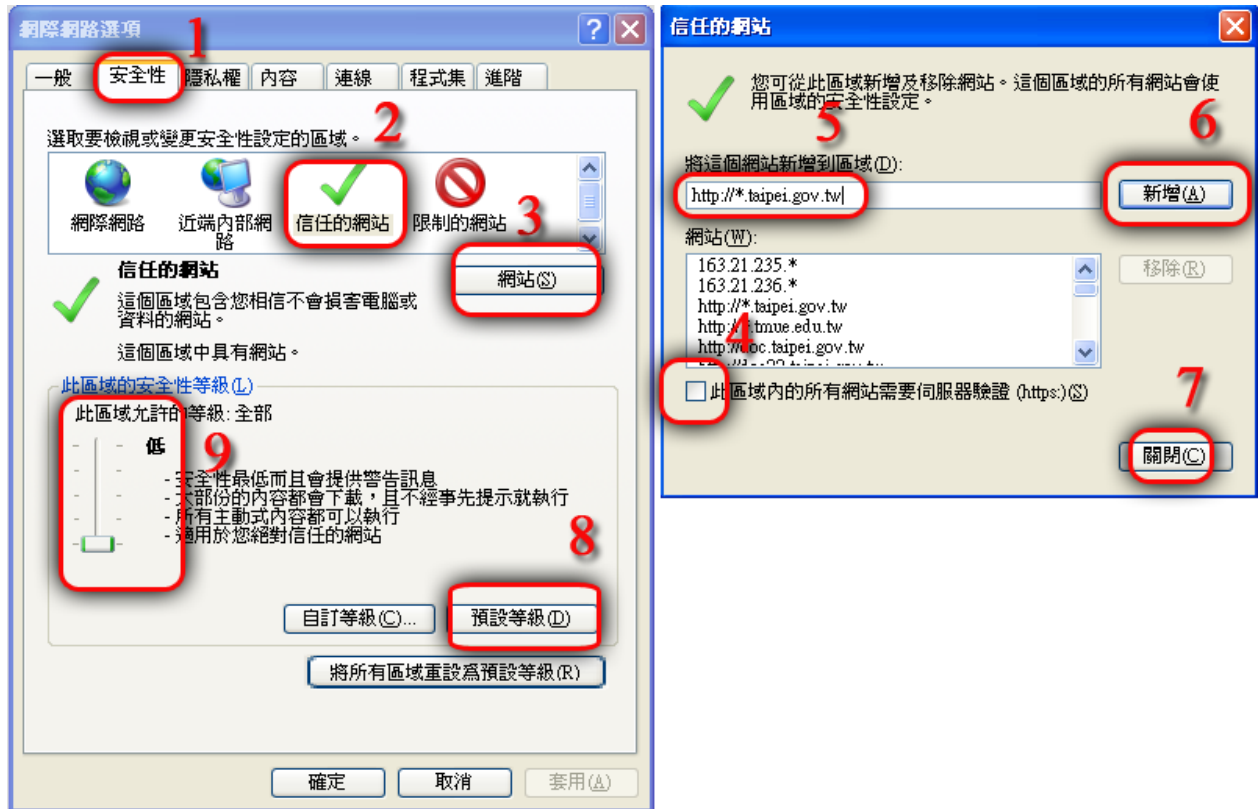 網際網路選項
1
一般 安全性 隱私權 內容 連線 程式集 進階
選取要檢視或變更安全性設定的區域。
2
網際網路
近端內部網
路
信任的網站
限制的網站
3
信任的網站
網站(S)
這個區域包含您相信不會損害電腦或
資料的網站。
這個區域中具有網站。
此區域的安全性等級(L)
此區域允許的等級: 全部
9
低
- 安全性最低而且會提供警告訊息
- 大部份的內容都會下載，且不經事先提示就執行
- 所有主動式內容都可以執行
- 適用於您絕對信任的網站
8
自訂等級(C)... 預設等級(D)
將所有區域重設為預設等級(R)
確定 取消 套用(A)
信任的網站
您可從此區域新增及移除網站。這個區域的所有網站會使
用區域的安全性設定。
5
6
將這個網站新增到區域(D):
http://*.taipei.gov.tw
新增(A)
網站(W):
163.21.235.*
163.21.236.*
http://*.taipei.gov.tw
http://*.tmue.edu.tw
http://doc.taipei.gov.tw
移除(R)
4
此區域內的所有網站需要伺服器驗證 (https:)(S)
7
關閉(C)